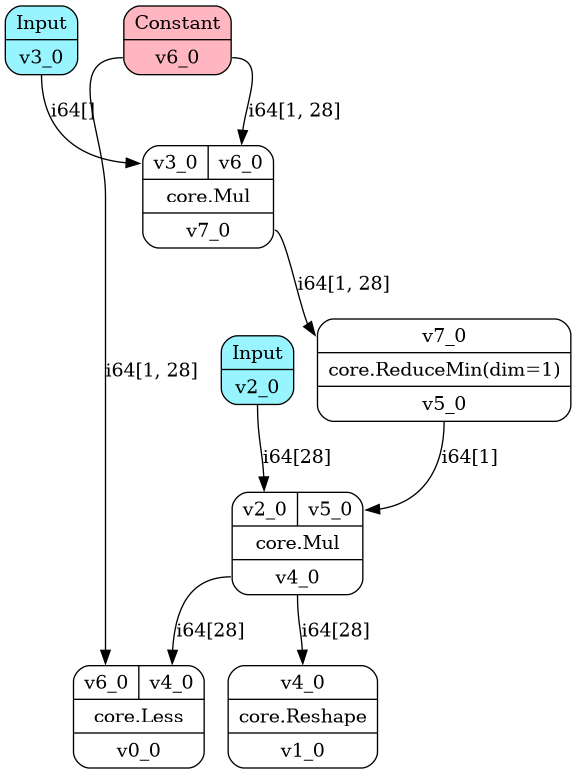 Input
v3_0
Constant
v6_0
i64[]
i64[1, 28]
v3_0 v6_0
core.Mul
v7_0
i64[1, 28]
v7_0
core.ReduceMin(dim=1)
v5_0
Input
v2_0
i64[1, 28]
i64[28]
i64[1]
v2_0 v5_0
core.Mul
v4_0
i64[28]
i64[28]
v6_0 v4_0
core.Less
v0_0
v4_0
core.Reshape
v1_0